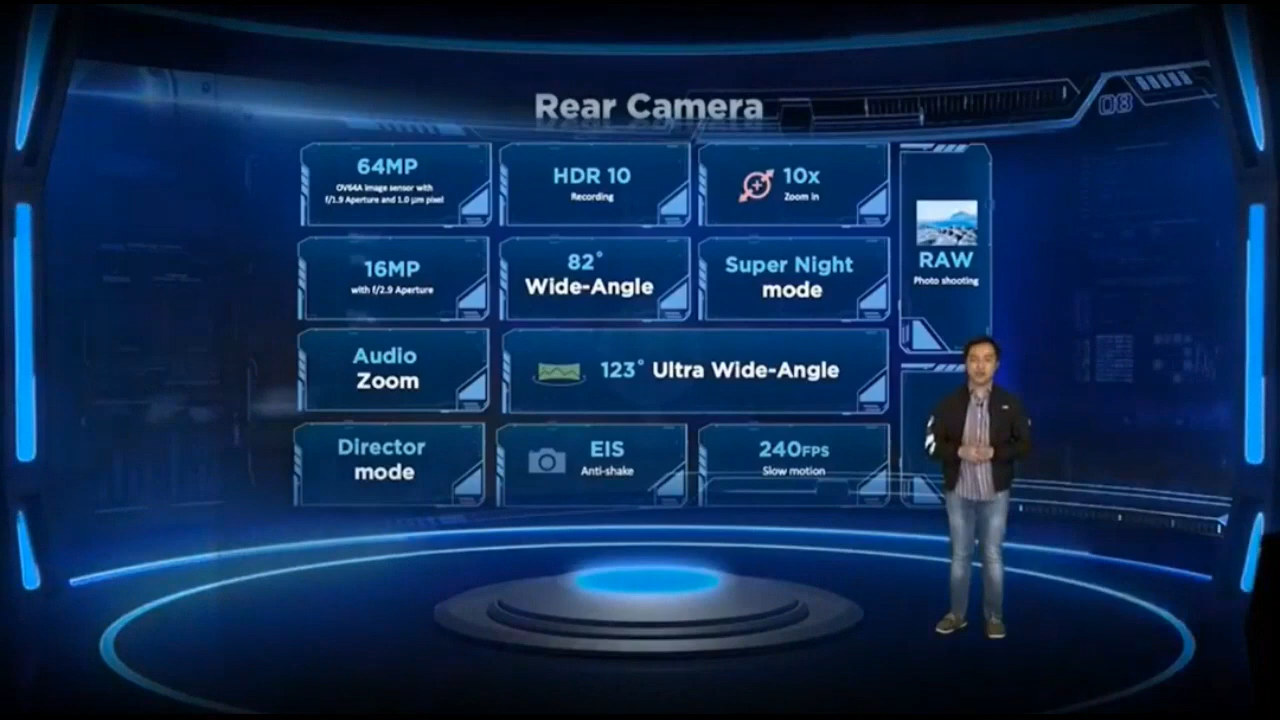 Rear Camera
08
64MP
OV64A image sensor with
f/1.9 Aperture and 1.0 μm pixel
HDR 10
Recording
10x
Zoom in
RAW
Photo shooting
16MP
with f/2.9 Aperture
82°
Wide-Angle
Super Night
mode
Audio
Zoom
123° Ultra Wide-Angle
Director
mode
EIS
Anti-shake
240FPS
Slow motion